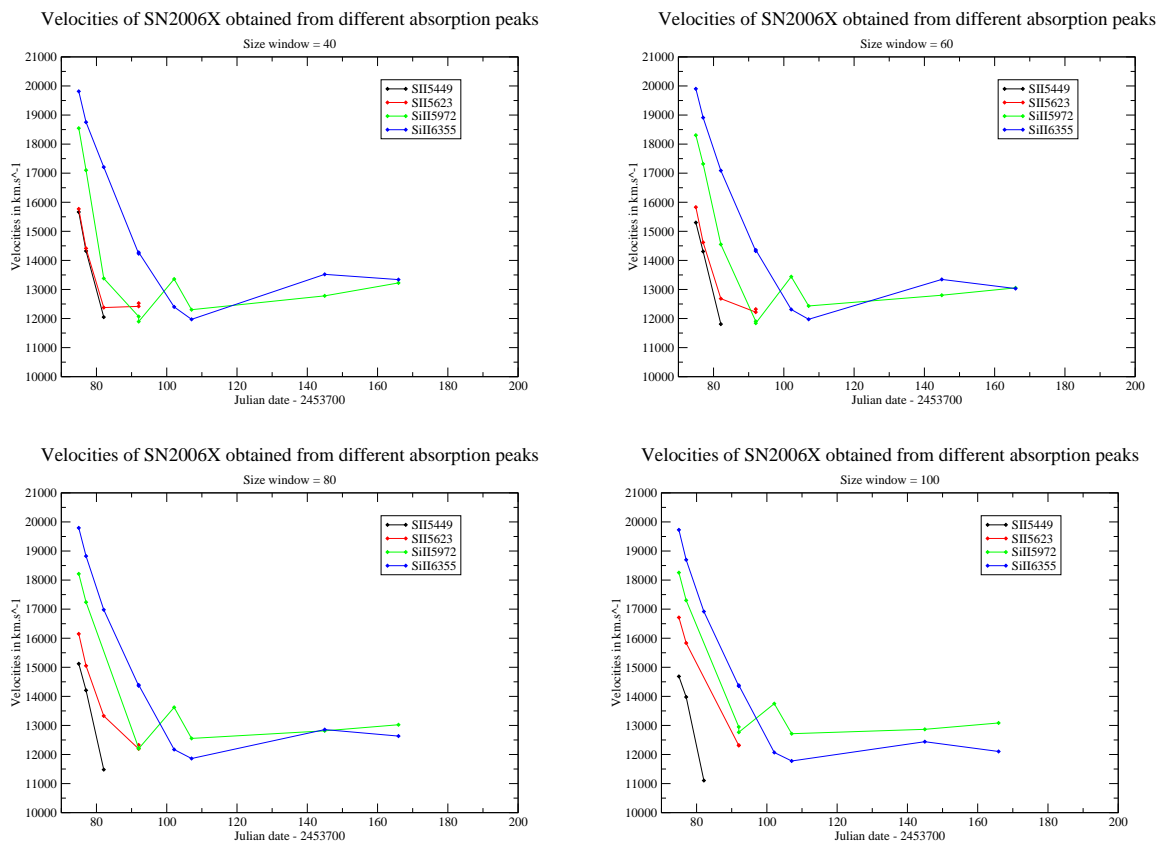 Velocities of SN2006X obtained from different absorption peaks
Size window = 40
21000
20000
19000
18000
17000
16000
15000
14000
13000
12000
11000
10000
Velocities in km.s^-1
SII5449
SII5623
SiII5972
SiII6355
80 100 120 140 160 180 200
Julian date - 2453700
Velocities of SN2006X obtained from different absorption peaks
Size window = 60
21000
20000
19000
18000
17000
16000
15000
14000
13000
12000
11000
10000
Velocities in km.s^-1
SII5449
SII5623
SiII5972
SiII6355
80 100 120 140 160 180 200
Julian date - 2453700
Velocities of SN2006X obtained from different absorption peaks
Size window = 80
21000
20000
19000
18000
17000
16000
15000
14000
13000
12000
11000
10000
Velocities in km.s^-1
SII5449
SII5623
SiII5972
SiII6355
80 100 120 140 160 180 200
Julian date - 2453700
Velocities of SN2006X obtained from different absorption peaks
Size window = 100
21000
20000
19000
18000
17000
16000
15000
14000
13000
12000
11000
10000
Velocities in km.s^-1
SII5449
SII5623
SiII5972
SiII6355
80 100 120 140 160 180 200
Julian date - 2453700